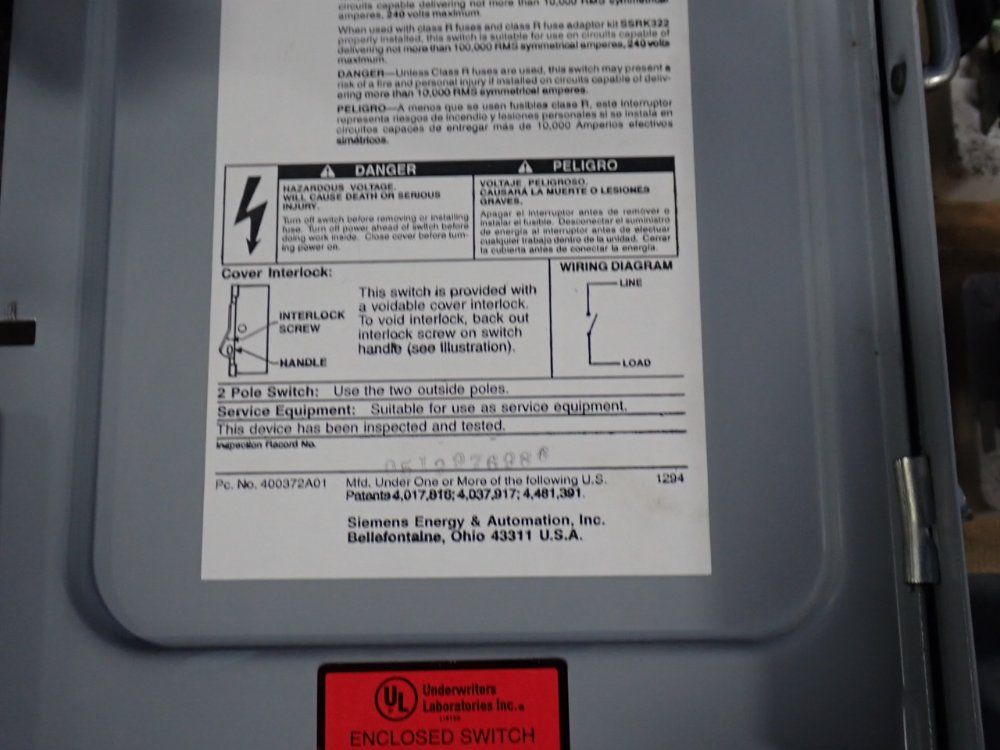 circuits capable delivering not more than 10,000 RMS symmetrical
amperes, 240 volts maximum.
When used with class R fuses and class R fuse adaptor kit SSRK322
properly installed, this switch is suitable for use on circuits capable of
delivering not more than 100,000 RMS symmetrical amperes, 240 volts
maximum.
DANGER—Unless Class R fuses are used, this switch may present a
risk of a fire and personal injury if installed on circuits capable of deliv-
ering more than 10,000 RMS symmetrical amperes.
PELIGRO—A menos que se usen fusibles clase R, este interruptor
representa riesgos de incendio y lesiones personales si se instala en
circuitos capaces de entregar más de 10,000 Amperios efectivos
simétricos.
DANGER
HAZARDOUS VOLTAGE.
WILL CAUSE DEATH OR SERIOUS
INJURY.
Turn off switch before removing or installing
fuse. Turn off power ahead of switch before
doing work inside. Close cover before turn-
ing power on.
PELIGRO
VOLTAJE PELIGROSO.
CAUSARÁ LA MUERTE O LESIONES
GRAVES.
Apagar el interruptor antes de remover o
instalar el fusible. Desconectar el suministro
de energía al interruptor antes de efectuar
cualquier trabajo dentro de la unidad. Cerrar
la cubierta antes de conectar la energía.
Cover Interlock:
INTERLOCK
SCREW
HANDLE
This switch is provided with
a voidable cover interlock.
To void interlock, back out
interlock screw on switch
handle (see illustration).
WIRING DIAGRAM
LINE
LOAD
2 Pole Switch: Use the two outside poles.
Service Equipment: Suitable for use as service equipment.
This device has been inspected and tested.
Inspection Record No.
Pc. No. 400372A01 Mfd. Under One or More of the following U.S. 1294
Patents 4,017,816; 4,037,917; 4,481,391.
Siemens Energy & Automation, Inc.
Bellefontaine, Ohio 43311 U.S.A.
UL Underwriters
Laboratories Inc.®
LISTED
ENCLOSED SWITCH